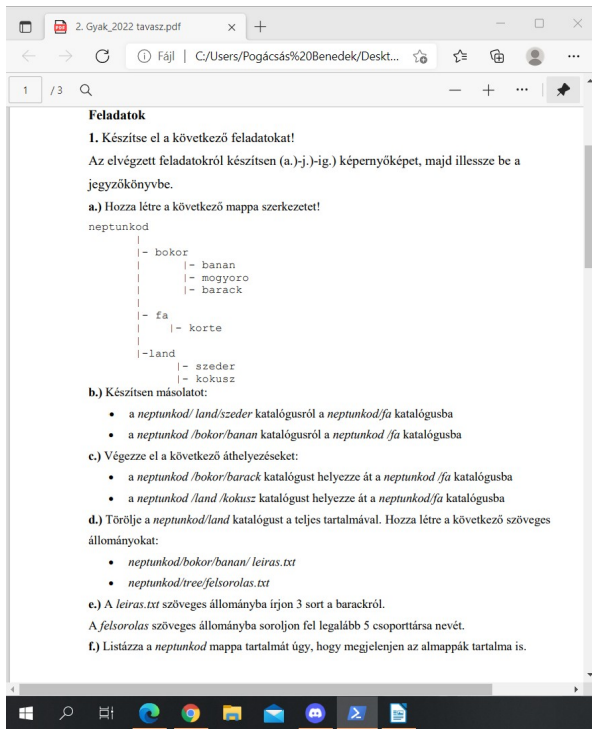 2. Gyak_2022 tavasz.pdf
Fájl | C:/Users/Pogácsás%20Benedek/Deskt...
1 / 3
Feladatok
1. Készítse el a következő feladatokat!
Az elvégzett feladatokról készítsen (a.)-j.)-ig.) képernyőképet, majd illessze be a
jegyzőkönyvbe.
a.) Hozza létre a következő mappa szerkezetet!
neptunkod
|
|- bokor
| |- banan
| |- mogyoro
| |- barack
|
|- fa
| |- korte
|
|-land
|- szeder
|- kokusz
b.) Készítsen másolatot:
• a neptunkod/ land/szeder katalógusról a neptunkod/fa katalógusba
• a neptunkod /bokor/banan katalógusról a neptunkod /fa katalógusba
c.) Végezze el a következő áthelyezéseket:
• a neptunkod /bokor/barack katalógust helyezze át a neptunkod /fa katalógusba
• a neptunkod /land /kokusz katalógust helyezze át a neptunkod/fa katalógusba
d.) Törölje a neptunkod/land katalógust a teljes tartalmával. Hozza létre a következő szöveges
állományokat:
• neptunkod/bokor/banan/ leiras.txt
• neptunkod/tree/felsorolas.txt
e.) A leiras.txt szöveges állományba írjon 3 sort a barackról.
A felsorolas szöveges állományba soroljon fel legalább 5 csoporttársa nevét.
f.) Listázza a neptunkod mappa tartalmát úgy, hogy megjelenjen az almappák tartalma is.